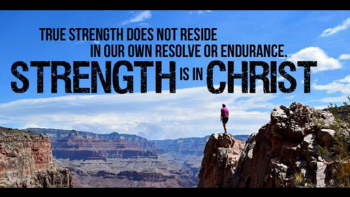 TRUE STRENGTH DOES NOT RESIDE
IN OUR OWN RESOLVE OR ENDURANCE,
STRENGTH IS IN CHRIST